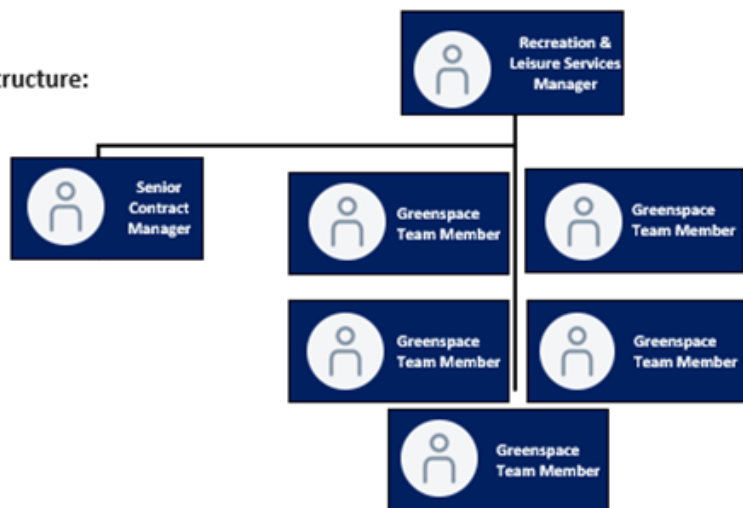 ructure:
Recreation &
Leisure Services
Manager
Senior
Contract
Manager
Greenspace
Team Member
Greenspace
Team Member
Greenspace
Team Member
Greenspace
Team Member
Greenspace
Team Member